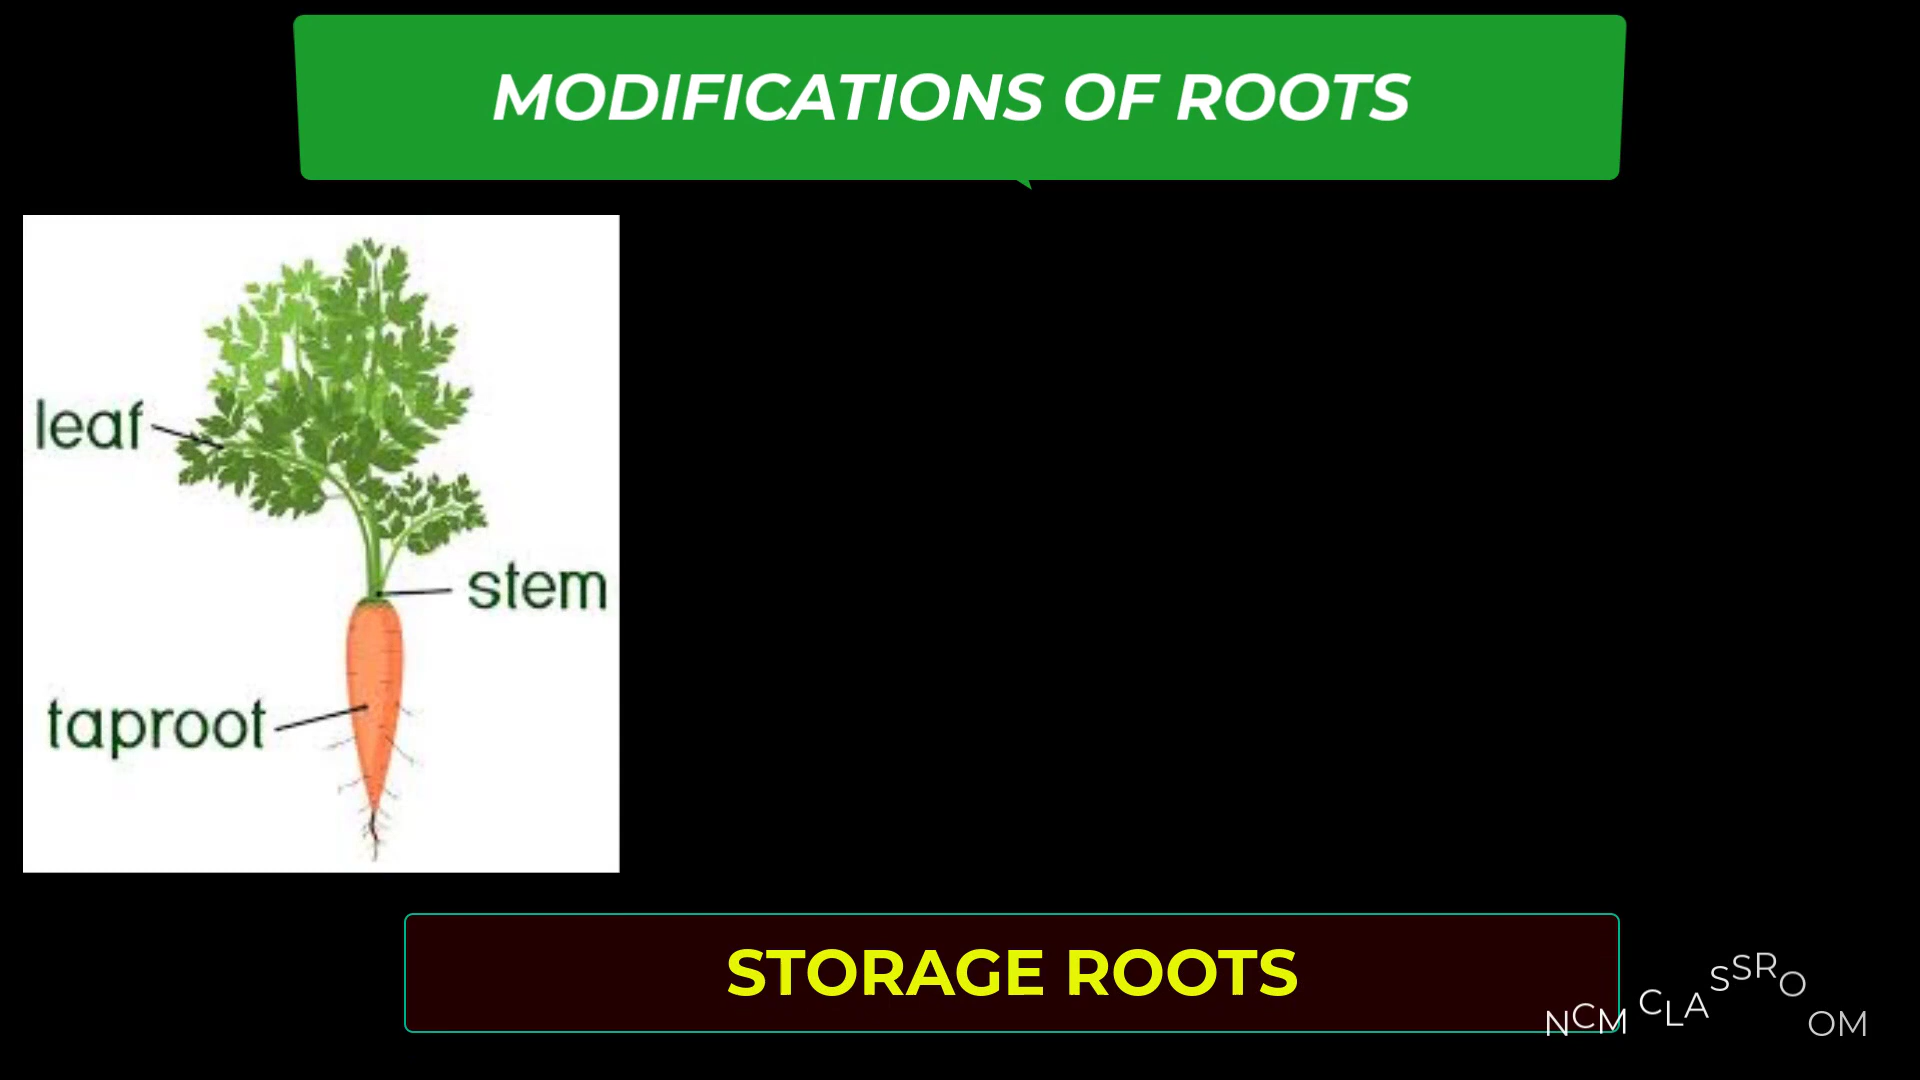 MODIFICATIONS OF ROOTS
leaf
stem
taproot
STORAGE ROOTS
NCM CLASSROOM